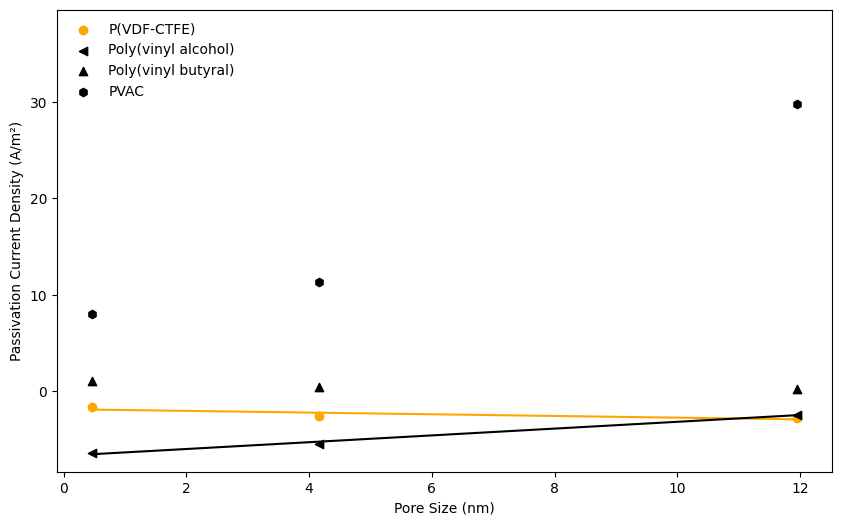 P(VDF-CTFE)
Poly(vinyl alcohol)
Poly(vinyl butyral)
PVAC
Passivation Current Density (A/m²)
30
20
10
0
0 2 4 6 8 10 12
Pore Size (nm)